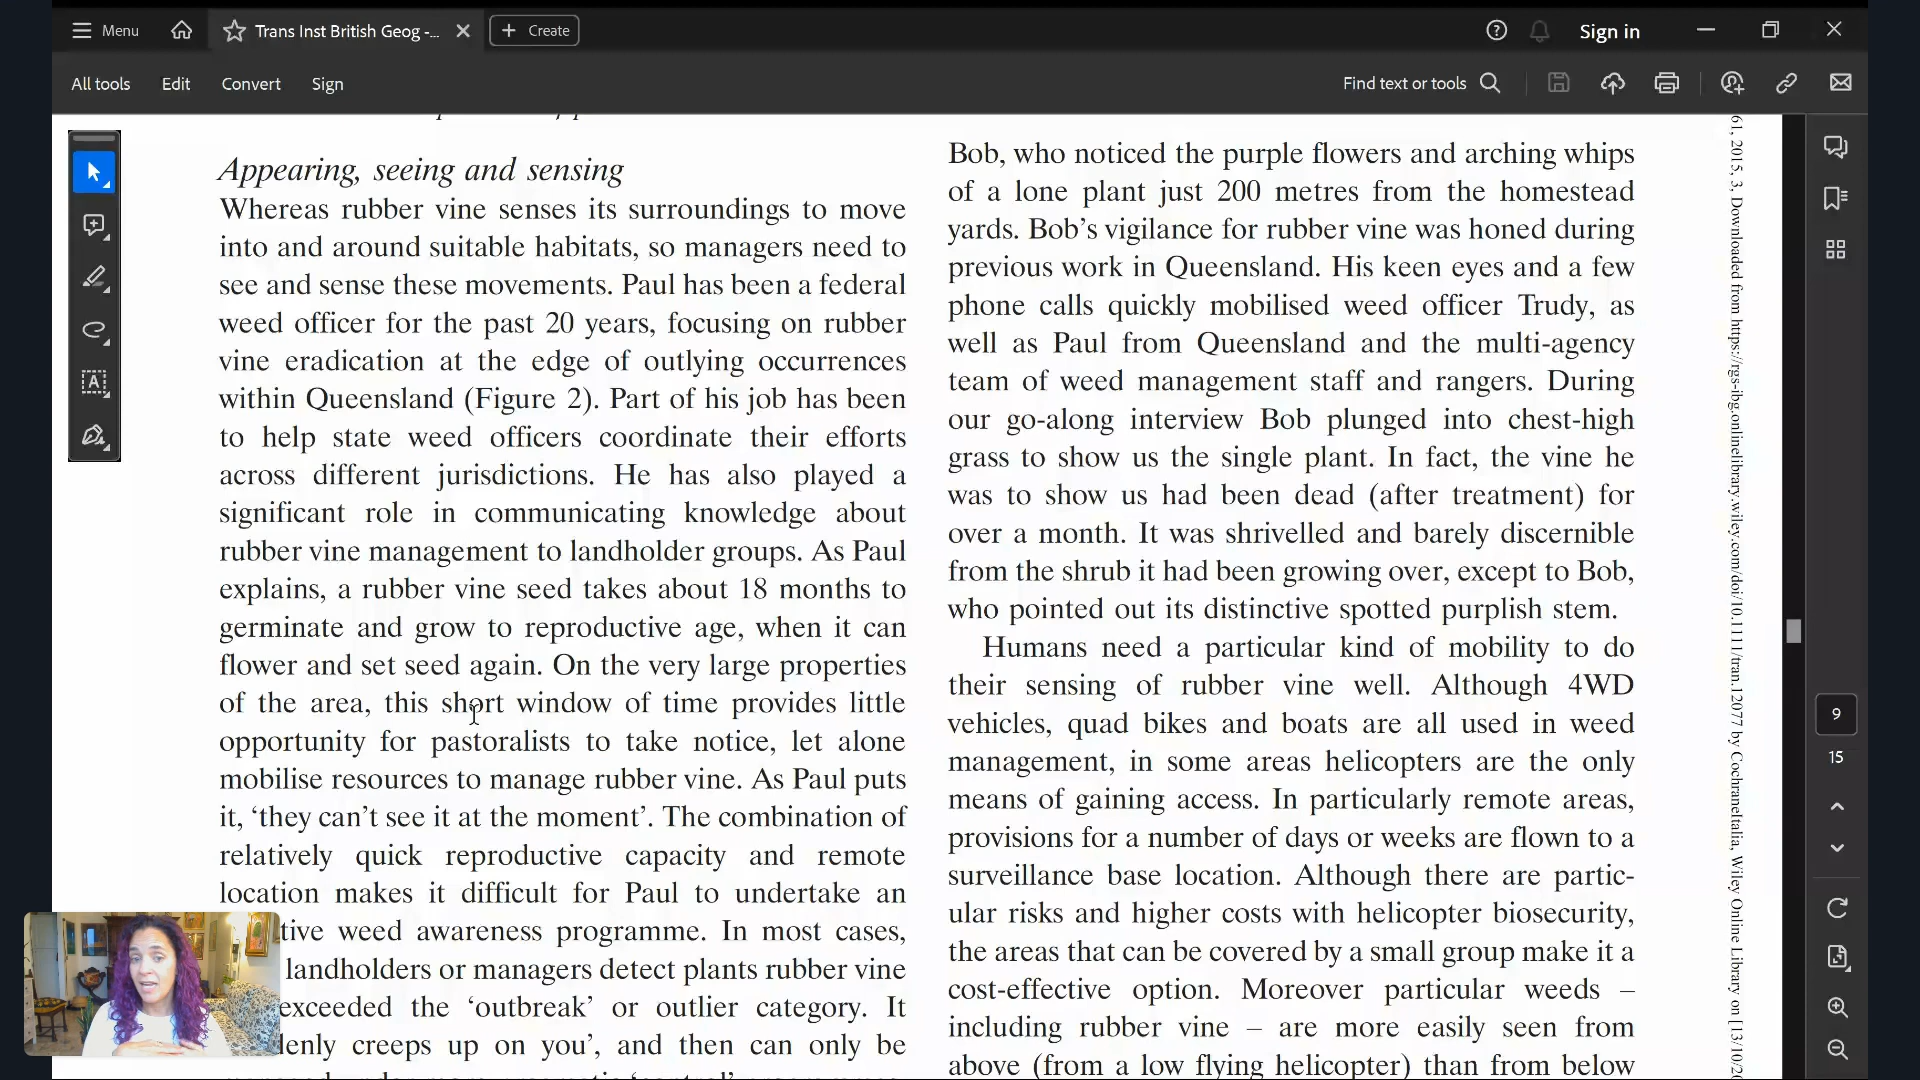 Menu
Trans Inst British Geog -...
Create
Sign in
All tools
Edit
Convert
Sign
Find text or tools
Appearing, seeing and sensing
Whereas rubber vine senses its surroundings to move
into and around suitable habitats, so managers need to
see and sense these movements. Paul has been a federal
weed officer for the past 20 years, focusing on rubber
vine eradication at the edge of outlying occurrences
within Queensland (Figure 2). Part of his job has been
to help state weed officers coordinate their efforts
across different jurisdictions. He has also played a
significant role in communicating knowledge about
rubber vine management to landholder groups. As Paul
explains, a rubber vine seed takes about 18 months to
germinate and grow to reproductive age, when it can
flower and set seed again. On the very large properties
of the area, this short window of time provides little
opportunity for pastoralists to take notice, let alone
mobilise resources to manage rubber vine. As Paul puts
it, ‘they can’t see it at the moment’. The combination of
relatively quick reproductive capacity and remote
location makes it difficult for Paul to undertake an
tive weed awareness programme. In most cases,
landholders or managers detect plants rubber vine
exceeded the ‘outbreak’ or outlier category. It
denly creeps up on you’, and then can only be
Bob, who noticed the purple flowers and arching whips
of a lone plant just 200 metres from the homestead
yards. Bob’s vigilance for rubber vine was honed during
previous work in Queensland. His keen eyes and a few
phone calls quickly mobilised weed officer Trudy, as
well as Paul from Queensland and the multi-agency
team of weed management staff and rangers. During
our go-along interview Bob plunged into chest-high
grass to show us the single plant. In fact, the vine he
was to show us had been dead (after treatment) for
over a month. It was shrivelled and barely discernible
from the shrub it had been growing over, except to Bob,
who pointed out its distinctive spotted purplish stem.
Humans need a particular kind of mobility to do
their sensing of rubber vine well. Although 4WD
vehicles, quad bikes and boats are all used in weed
management, in some areas helicopters are the only
means of gaining access. In particularly remote areas,
provisions for a number of days or weeks are flown to a
surveillance base location. Although there are partic-
ular risks and higher costs with helicopter biosecurity,
the areas that can be covered by a small group make it a
cost-effective option. Moreover particular weeds –
including rubber vine – are more easily seen from
above (from a low flying helicopter) than from below
61, 2015, 3, Downloaded from https://rgs-ibg.onlinelibrary.wiley.com/doi/10.1111/tran.12077 by CochraneItalia, Wiley Online Library on [13/10/2
9
15